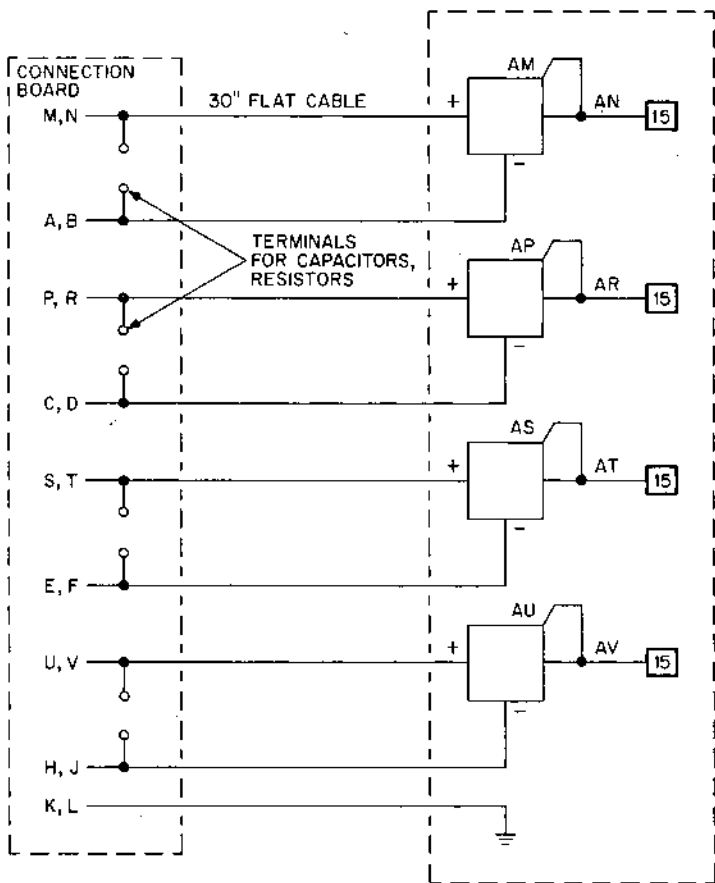 CONNECTION
BOARD
M, N
30" FLAT CABLE
+
AM
AN
15
−
A, B
TERMINALS
FOR CAPACITORS,
RESISTORS
P, R
+
AP
AR
15
−
C, D
S, T
+
AS
AT
15
−
E, F
U, V
+
AU
AV
15
−
H, J
K, L